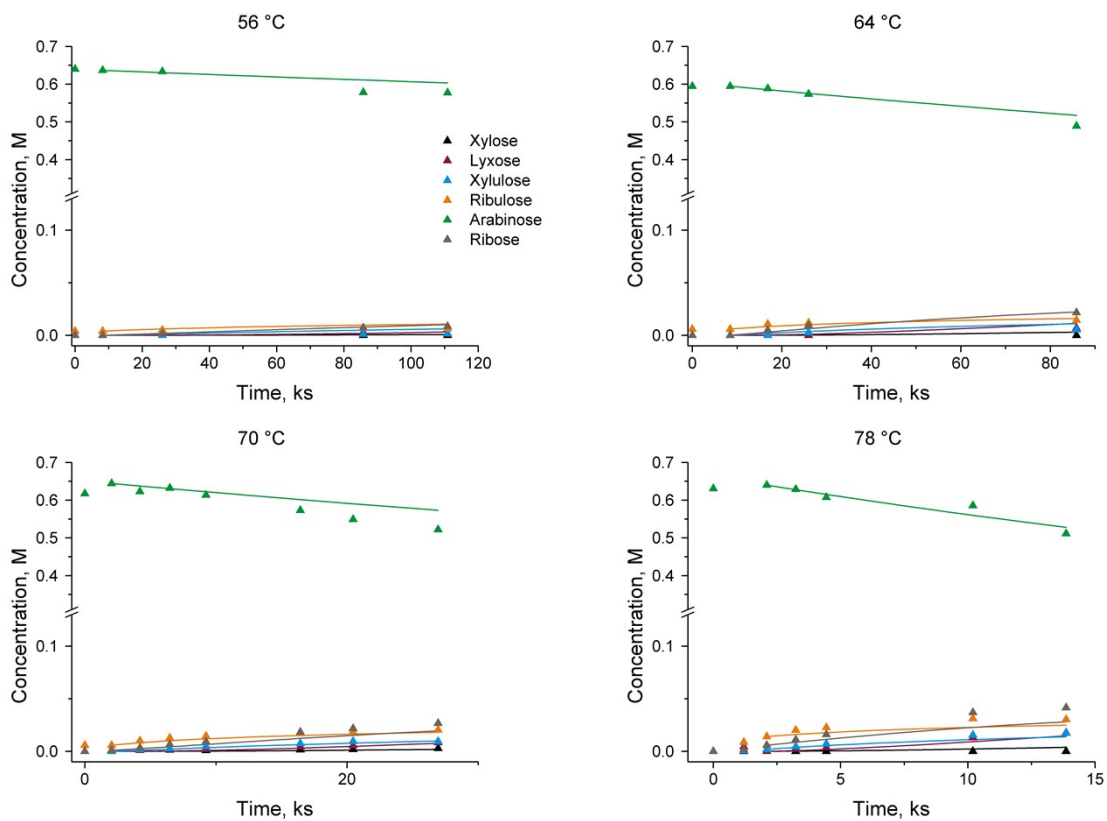 56 °C
0.7
0.6
0.5
0.4
0.1
0.0
Concentration, M
0 20 40 60 80 100 120
Time, ks
Xylose
Lyxose
Xylulose
Ribulose
Arabinose
Ribose
64 °C
0.7
0.6
0.5
0.4
0.1
0.0
Concentration, M
0 20 40 60 80
Time, ks
70 °C
0.7
0.6
0.5
0.4
0.1
0.0
Concentration, M
0 20
Time, ks
78 °C
0.7
0.6
0.5
0.4
0.1
0.0
Concentration, M
0 5 10 15
Time, ks